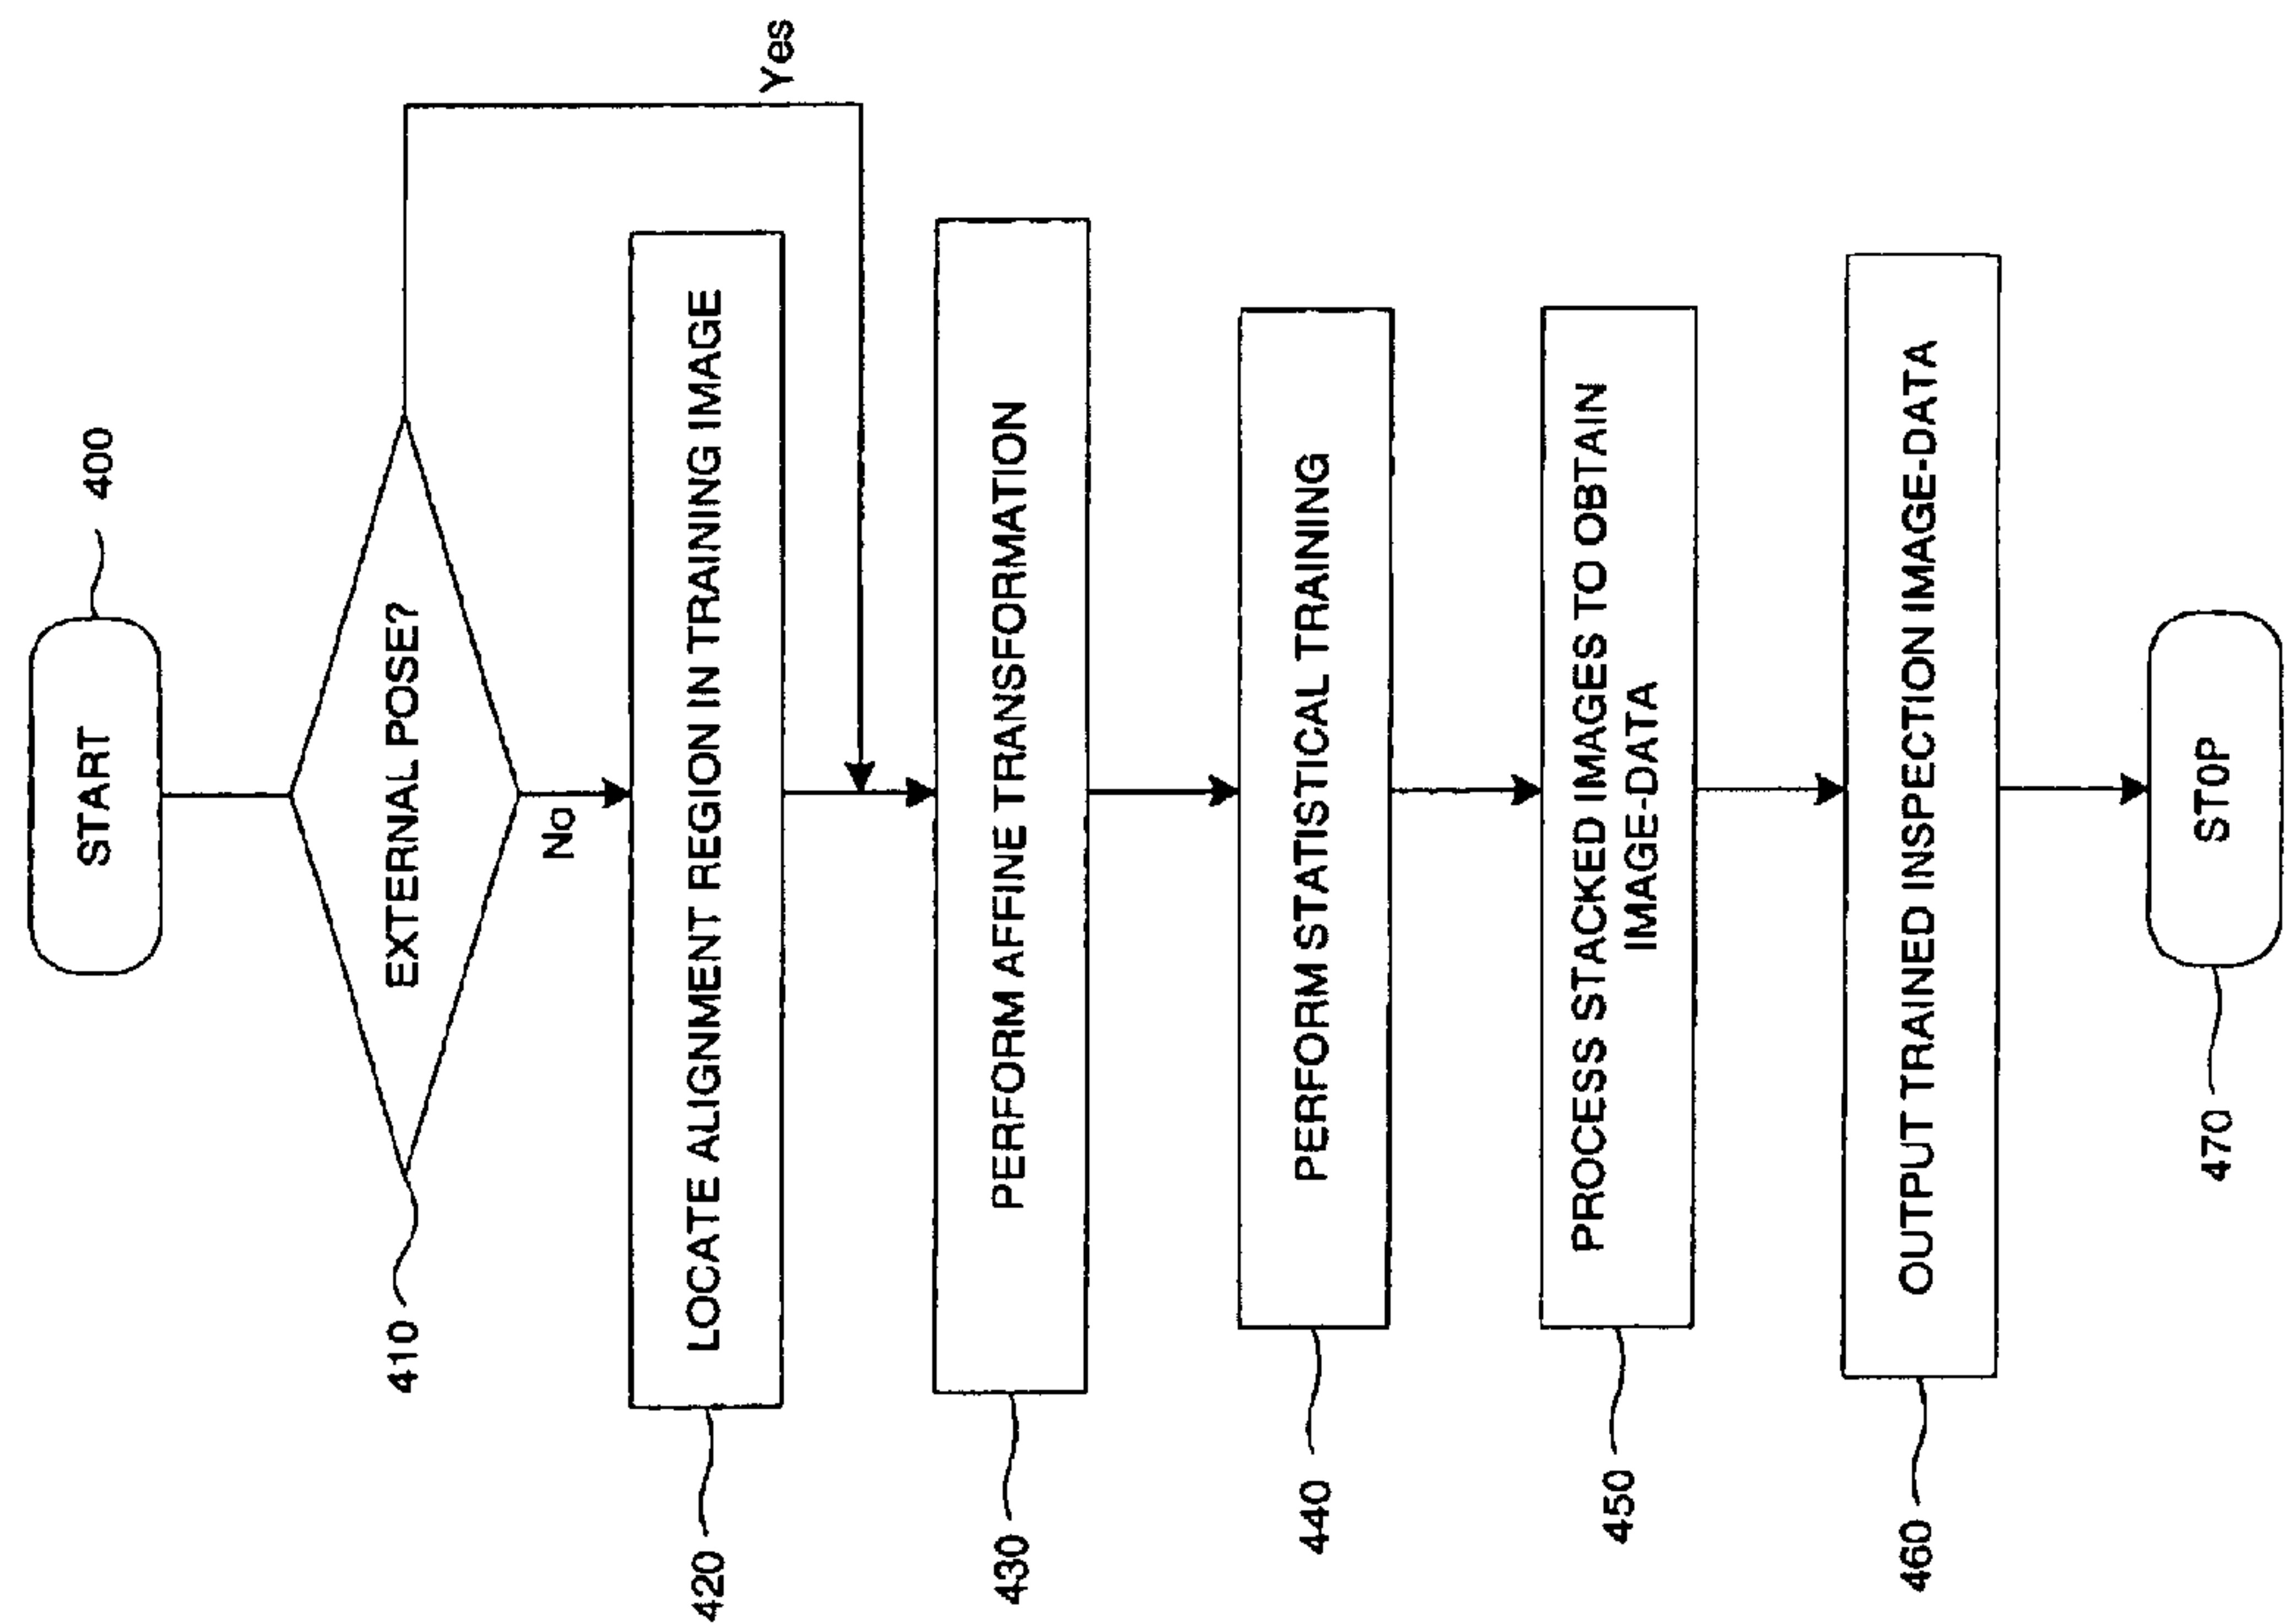 START
400
EXTERNAL POSE?
410
Yes
No
LOCATE ALIGNMENT REGION IN TRAINING IMAGE
420
PERFORM AFFINE TRANSFORMATION
430
PERFORM STATISTICAL TRAINING
440
PROCESS STACKED IMAGES TO OBTAIN
IMAGE-DATA
450
OUTPUT TRAINED INSPECTION IMAGE-DATA
460
STOP
470